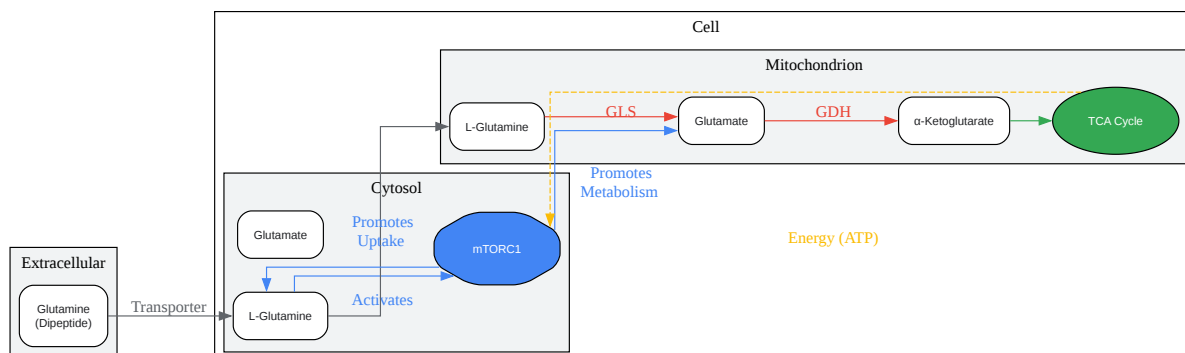 Cell
Mitochondrion
L-Glutamine
GLS
Glutamate
GDH
α-Ketoglutarate
TCA Cycle
Promotes
Metabolism
Cytosol
Glutamate
Promotes
Uptake
mTORC1
Energy (ATP)
Extracellular
Glutamine
(Dipeptide)
Transporter
L-Glutamine
Activates